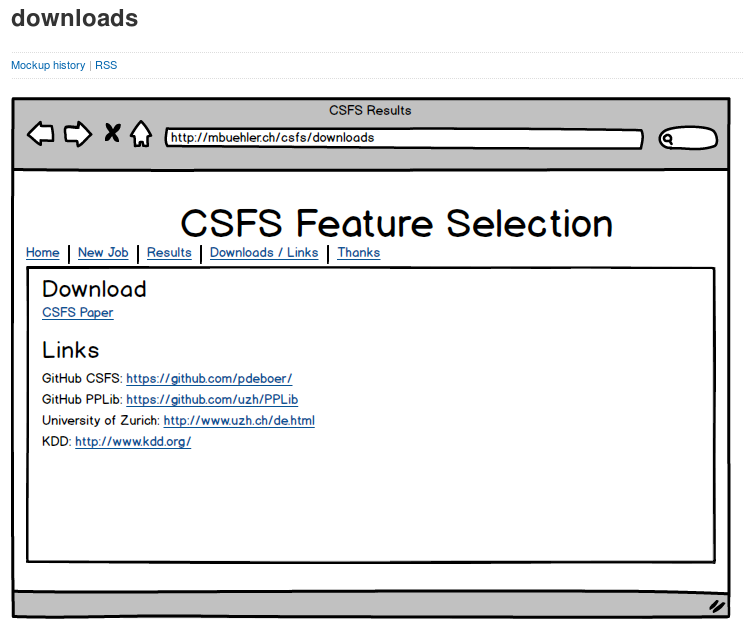 downloads
Mockup history | RSS
CSFS Results
http://mbuehler.ch/csfs/downloads
CSFS Feature Selection
Home | New Job | Results | Downloads / Links | Thanks
Download
CSFS Paper
Links
GitHub CSFS: https://github.com/pdeboer/
GitHub PPLib: https://github.com/uzh/PPLib
University of Zurich: http://www.uzh.ch/de.html
KDD: http://www.kdd.org/